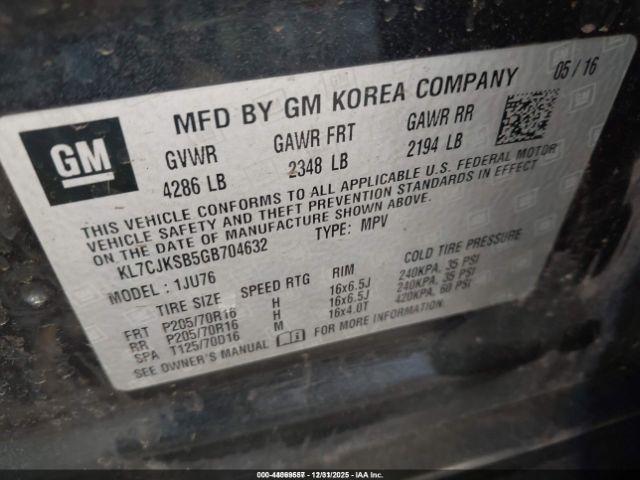 GM
MFD BY GM KOREA COMPANY 05/16
GVWR GAWR FRT GAWR RR
4286 LB 2348 LB 2194 LB
THIS VEHICLE CONFORMS TO ALL APPLICABLE U.S. FEDERAL MOTOR
VEHICLE SAFETY AND THEFT PREVENTION STANDARDS IN EFFECT
ON THE DATE OF MANUFACTURE SHOWN ABOVE.
KL7CJKSB5GB704632 TYPE: MPV
MODEL: 1JU76
TIRE SIZE SPEED RTG RIM COLD TIRE PRESSURE
FRT P205/70R16 H 16x6.5J 240KPA, 35 PSI
RR P205/70R16 H 16x6.5J 240KPA, 35 PSI
SPA T125/70D16 M 16x4.0T 420KPA, 60 PSI
SEE OWNER'S MANUAL FOR MORE INFORMATION.
12/31/2025 - IAA Inc.